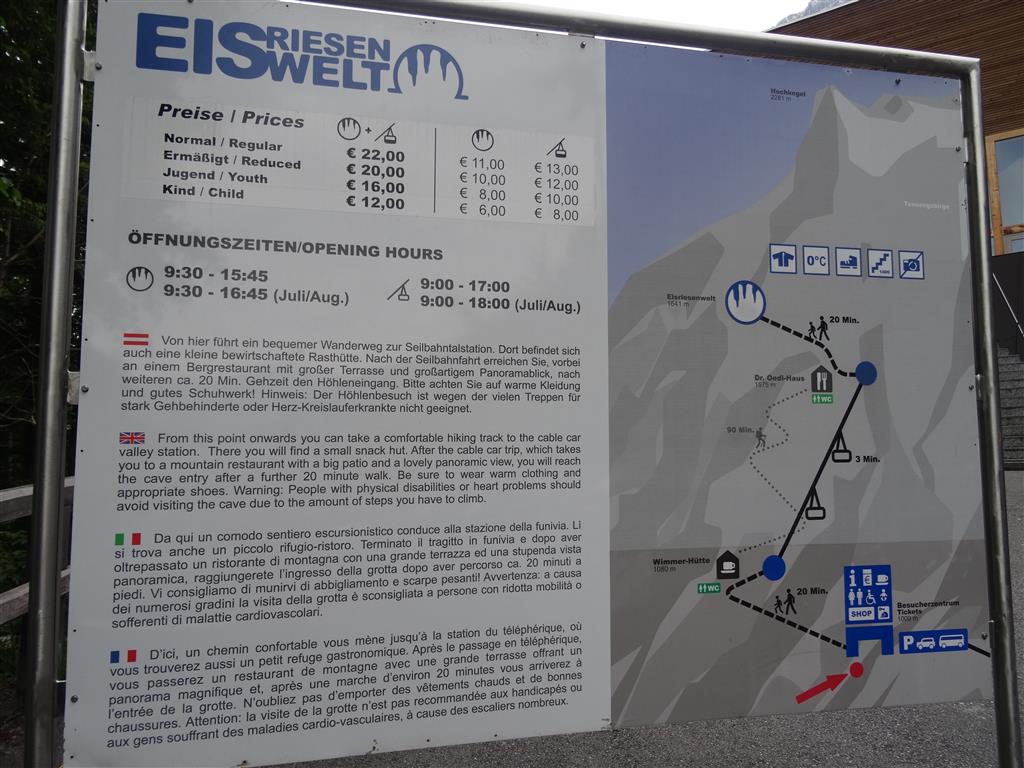 EISRIESENWELT
Preise / Prices
Normal / Regular € 22,00 € 11,00 € 13,00
Ermäßigt / Reduced € 20,00 € 10,00 € 12,00
Jugend / Youth € 16,00 € 8,00 € 10,00
Kind / Child € 12,00 € 6,00 € 8,00
ÖFFNUNGSZEITEN/OPENING HOURS
9:30 - 15:45
9:30 - 16:45 (Juli/Aug.)
9:00 - 17:00
9:00 - 18:00 (Juli/Aug.)
Von hier führt ein bequemer Wanderweg zur Seilbahntalstation. Dort befindet sich
auch eine kleine bewirtschaftete Rasthütte. Nach der Seilbahnfahrt erreichen Sie, vorbei
an einem Bergrestaurant mit großer Terrasse und großartigem Panoramablick, nach
weiteren ca. 20 Min. Gehzeit den Höhleneingang. Bitte achten Sie auf warme Kleidung
und gutes Schuhwerk! Hinweis: Der Höhlenbesuch ist wegen der vielen Treppen für
stark Gehbehinderte oder Herz-Kreislauferkrankte nicht geeignet.
From this point onwards you can take a comfortable hiking track to the cable car
valley station. There you will find a small snack hut. After the cable car trip, which takes
you to a mountain restaurant with a big patio and a lovely panoramic view, you will reach
the cave entry after a further 20 minute walk. Be sure to wear warm clothing and
appropriate shoes. Warning: People with physical disabilities or heart problems should
avoid visiting the cave due to the amount of steps you have to climb.
Da qui un comodo sentiero escursionistico conduce alla stazione della funivia. Lì
si trova anche un piccolo rifugio-ristoro. Terminato il tragitto in funivia e dopo aver
oltrepassato un ristorante di montagna con una grande terrazza ed una stupenda vista
panoramica, raggiungerete l'ingresso della grotta dopo aver percorso ca. 20 minuti a
piedi. Vi consigliamo di munirvi di abbigliamento e scarpe pesanti! Avvertenza: a causa
dei numerosi gradini la visita della grotta è sconsigliata a persone con ridotta mobilità o
sofferenti di malattie cardiovascolari.
D'ici, un chemin confortable vous mène jusqu'à la station du téléphérique, où
vous trouverez aussi un petit refuge gastronomique. Après le passage en téléphérique,
vous passerez un restaurant de montagne avec une grande terrasse offrant un
panorama magnifique et, après une marche d'environ 20 minutes vous arriverez à
l'entrée de la grotte. N'oubliez pas d'emporter des vêtements chauds et de bonnes
chaussures. Attention: la visite de la grotte n'est pas recommandée aux handicapés ou
aux gens souffrant des maladies cardio-vasculaires, à cause des escaliers nombreux.
Hochkogel
2281 m
Tennengebirge
0°C
Eisriesenwelt
1641 m
20 Min.
Dr. Oedl-Haus
1575 m
WC
90 Min.
3 Min.
Wimmer-Hütte
1080 m
WC
20 Min.
i
SHOP
Besucherzentrum
Tickets
1000 m
P